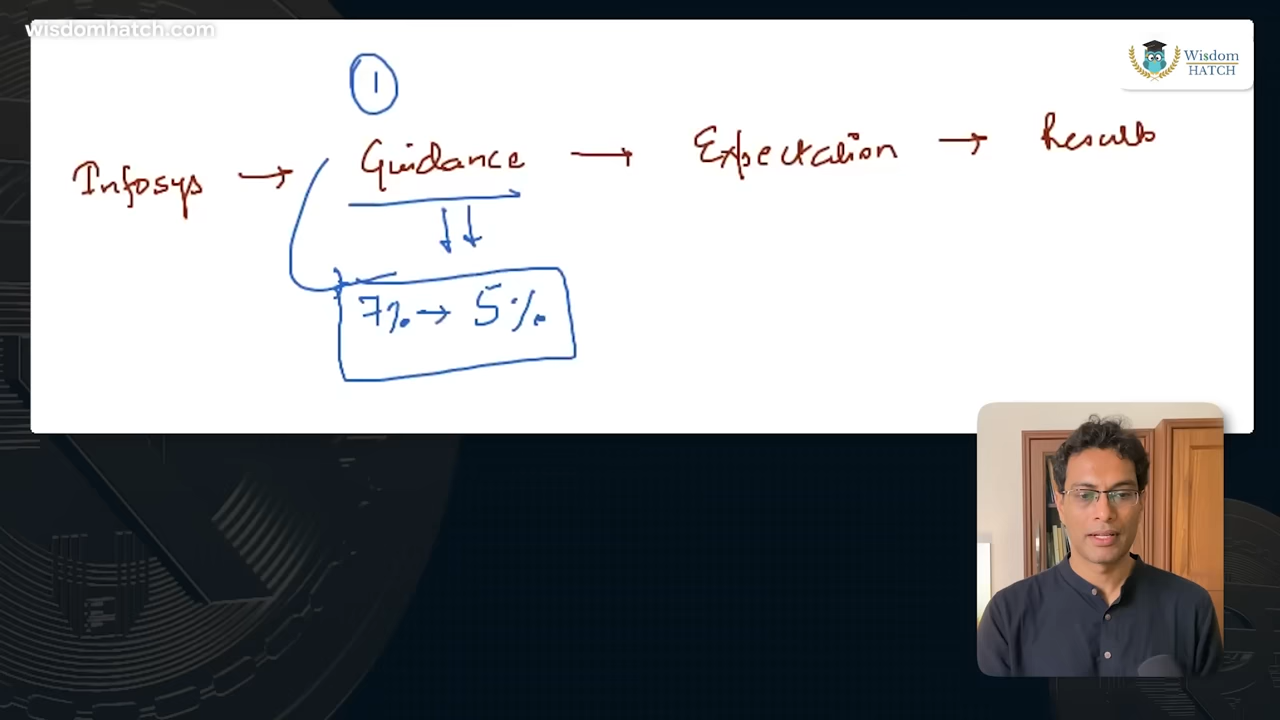 wisdomhatch.com
Wisdom
HATCH
1
Infosys → Guidance → Expectation → Results
7% → 5%